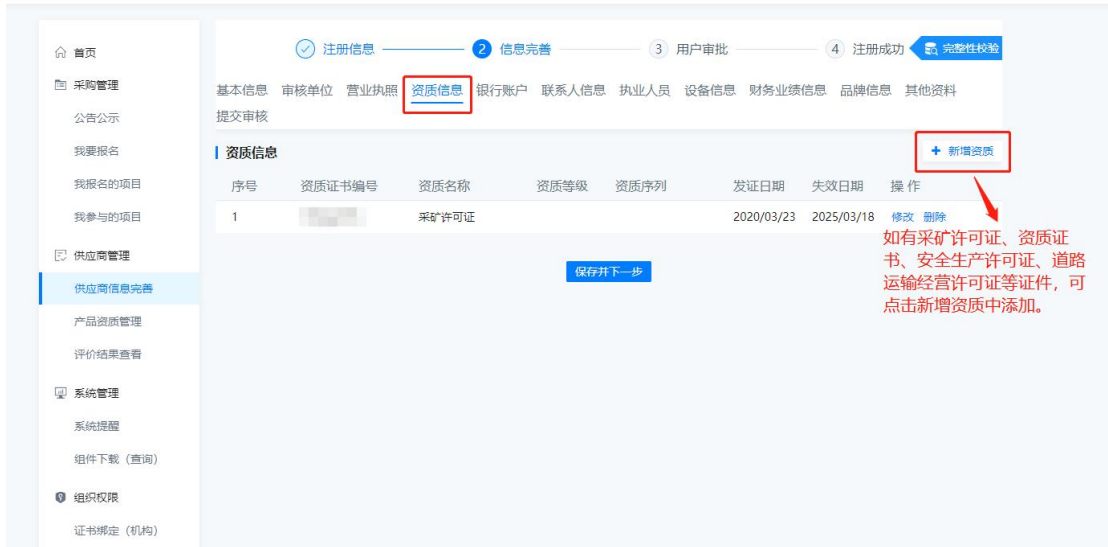 首页
采购管理
公告公示
我要报名
我报名的项目
我参与的项目
供应商管理
供应商信息完善
产品资质管理
评价结果查看
系统管理
系统提醒
组件下载（查询）
组织权限
证书绑定（机构）
注册信息 2 信息完善 3 用户审批 4 注册成功 完整性校验
基本信息 审核单位 营业执照 资质信息 银行账户 联系人信息 执业人员 设备信息 财务业绩信息 品牌信息 其他资料
提交审核
资质信息 + 新增资质
序号 资质证书编号 资质名称 资质等级 资质序列 发证日期 失效日期 操作
1 采矿许可证 2020/03/23 2025/03/18 修改 删除
保存并下一步
如有采矿许可证、资质证
书、安全生产许可证、道路
运输经营许可证等证件，可
点击新增资质中添加。